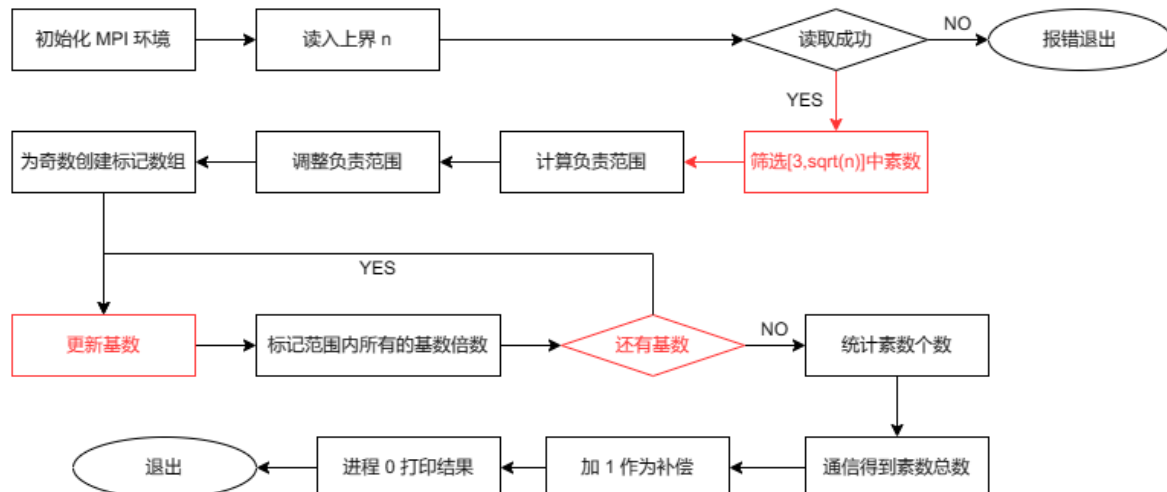 初始化 MPI 环境
读入上界 n
读取成功
NO
报错退出
YES
为奇数创建标记数组
调整负责范围
计算负责范围
筛选[3,sqrt(n)]中素数
YES
更新基数
标记范围内所有的基数倍数
还有基数
NO
统计素数个数
退出
进程 0 打印结果
加 1 作为补偿
通信得到素数总数